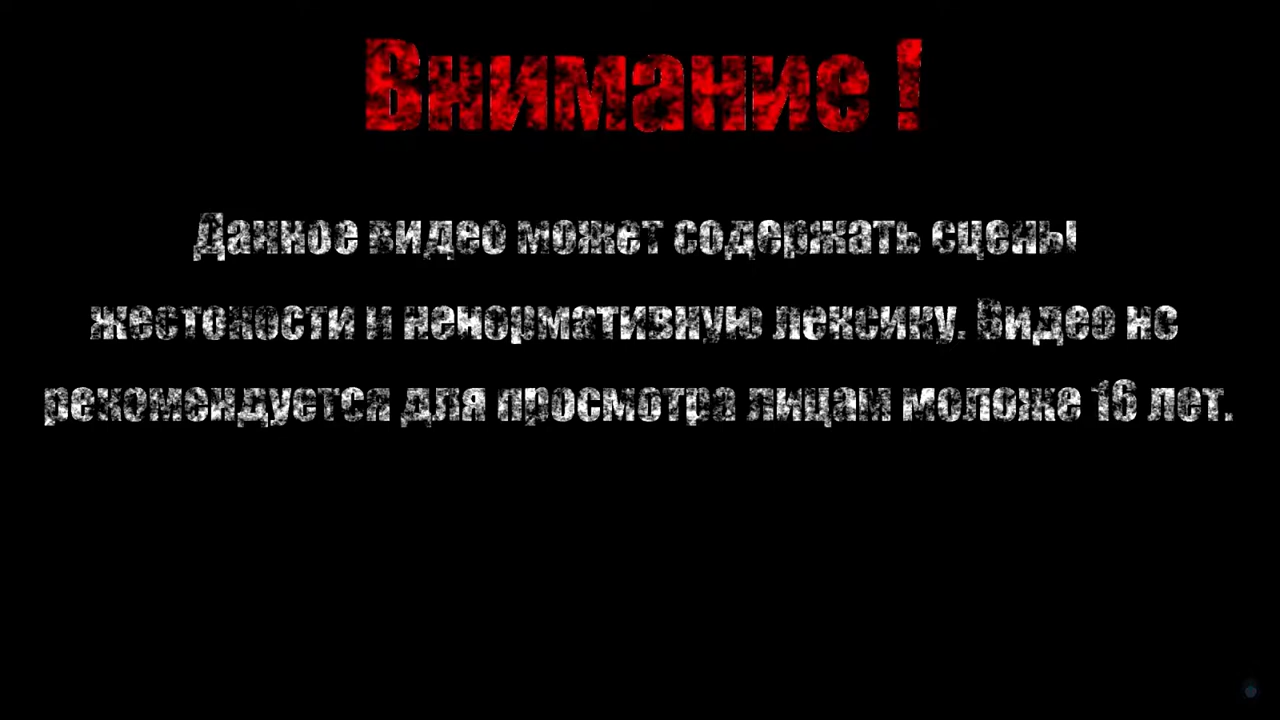 Внимание !
Данное видео может содержать сцены
жестокости и ненормативную лексику. Видео не
рекомендуется для просмотра лицам моложе 16 лет.